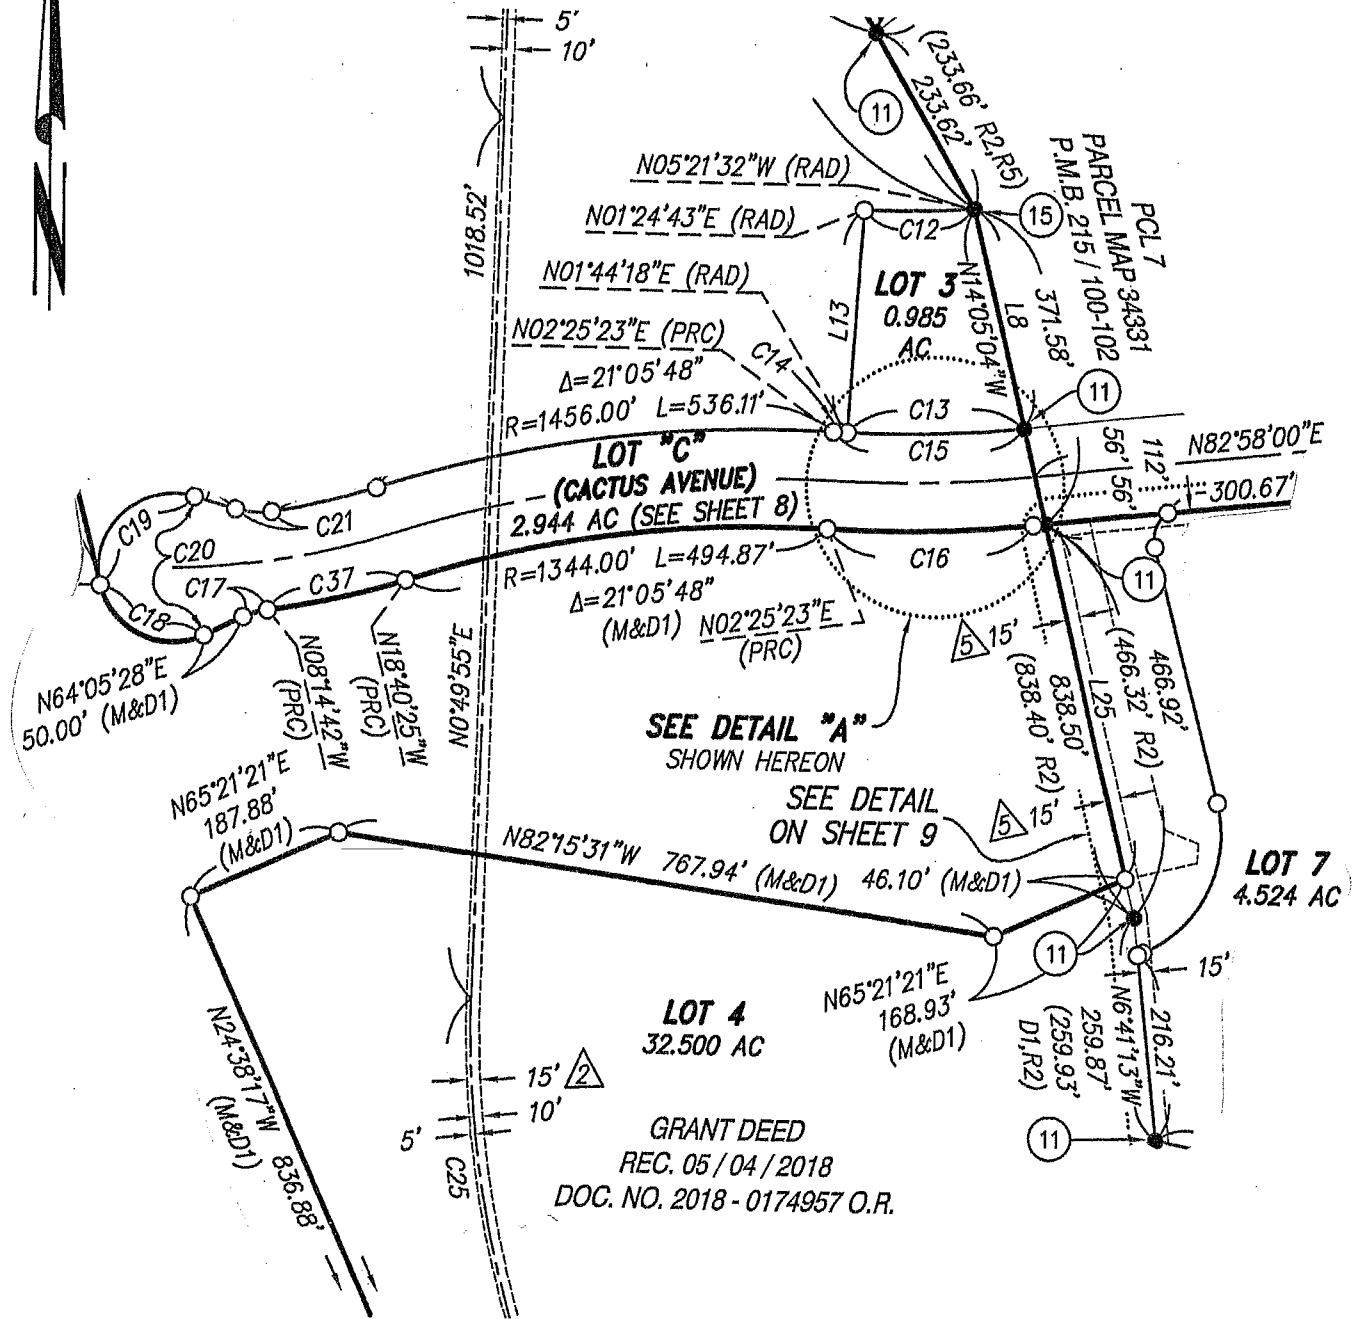 N
5'
10'
(233.66' R2,R5)
233.62'
11
1018.52'
N05°21'32"W (RAD)
N01°24'43"E (RAD)
C12
15
PCL 7
PARCEL MAP 34331
P.M.B. 215 / 100-102
N01°44'18"E (RAD)
LOT 3
0.985
AC
L13
N14°05'04"W
L8
371.58'
N02°25'23"E (PRC)
C14
Δ=21°05'48"
R=1456.00' L=536.11'
C13
C15
11
LOT "C"
(CACTUS AVENUE)
2.944 AC (SEE SHEET 8)
56'
56'
112'
N82°58'00"E
300.67'
C19
C21
C20
C17
C37
C18
R=1344.00' L=494.87'
Δ=21°05'48"
(M&D1)
N02°25'23"E
(PRC)
C16
11
5
15'
N64°05'28"E
50.00' (M&D1)
N08°14'42"W
(PRC)
N18°40'25"W
(PRC)
N0°49'55"E
838.50'
(838.40' R2)
L25
(466.32' R2)
466.92'
SEE DETAIL "A"
SHOWN HEREON
SEE DETAIL
ON SHEET 9
5
15'
N65°21'21"E
187.88'
(M&D1)
N82°15'31"W 767.94' (M&D1)
46.10' (M&D1)
LOT 7
4.524 AC
11
N65°21'21"E
168.93'
(M&D1)
15'
N24°38'17"W 836.88'
(M&D1)
LOT 4
32.500 AC
216.21'
N6°41'13"W
259.87'
(259.93'
D1,R2)
15'
2
10'
5'
C25
GRANT DEED
REC. 05 / 04 / 2018
DOC. NO. 2018 - 0174957 O.R.
11